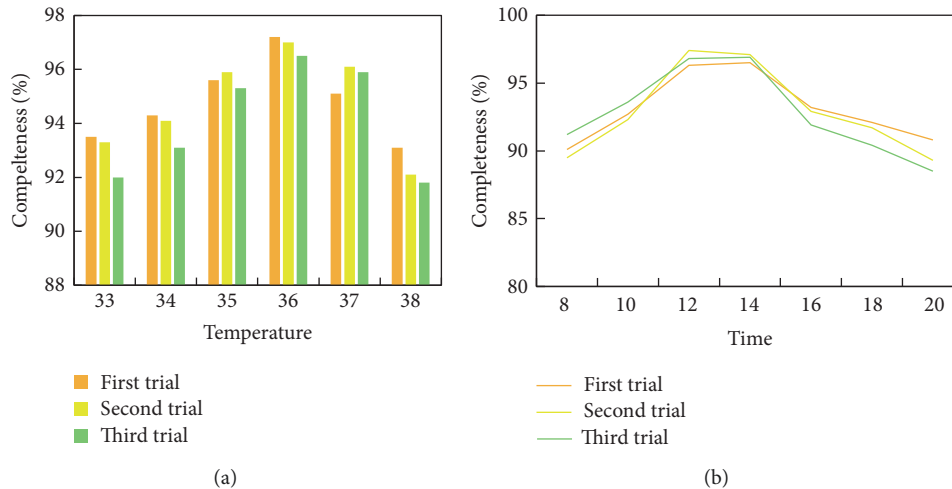 98
96
94
92
90
88
Compelteness (%)
33 34 35 36 37 38
Temperature
First trial
Second trial
Third trial
(a)
100
95
90
85
80
Completeness (%)
8 10 12 14 16 18 20
Time
First trial
Second trial
Third trial
(b)